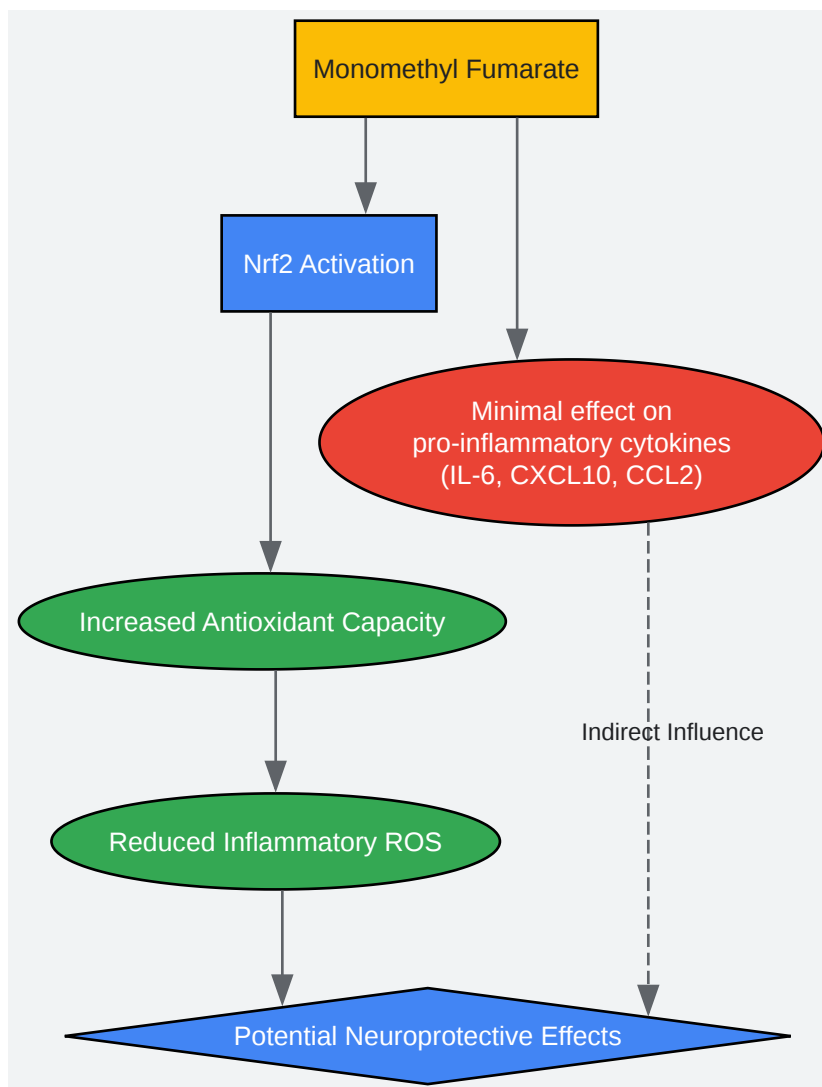 Monomethyl Fumarate
Nrf2 Activation
Minimal effect on
pro-inflammatory cytokines
(IL-6, CXCL10, CCL2)
Increased Antioxidant Capacity
Indirect Influence
Reduced Inflammatory ROS
Potential Neuroprotective Effects